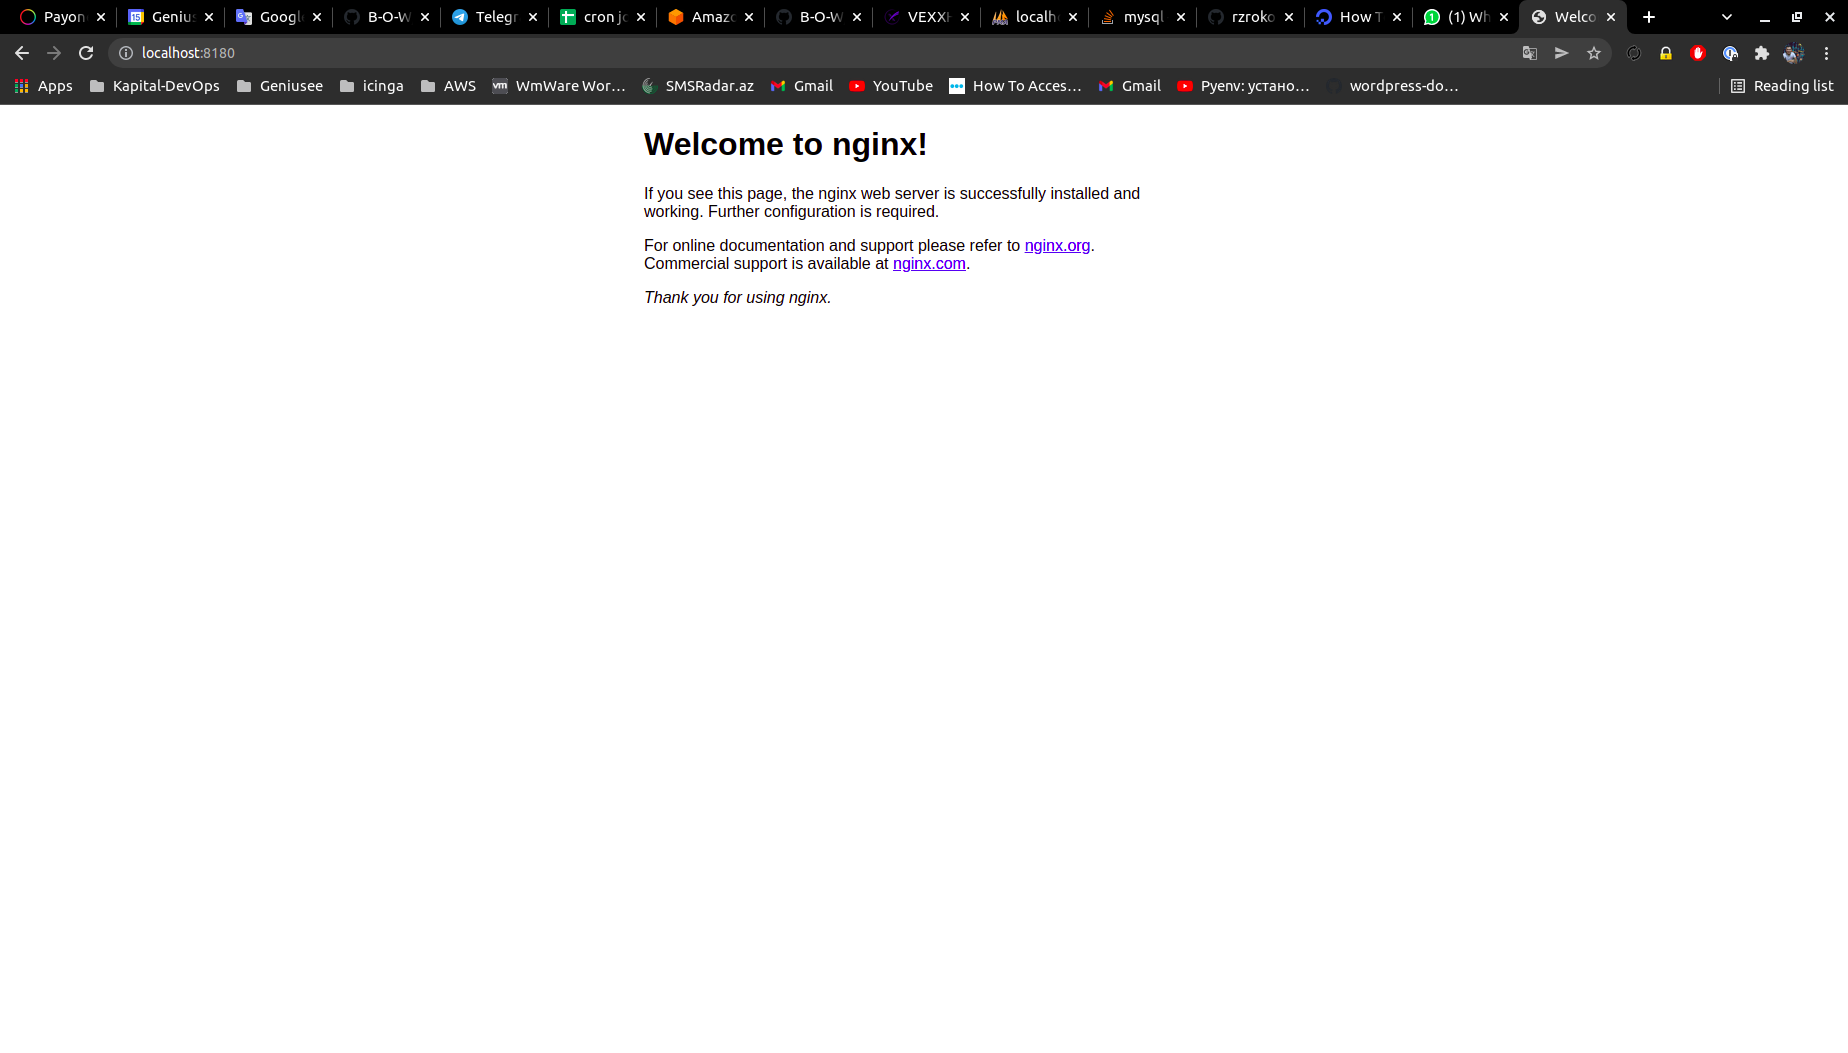 Payon Genius Google B-O-W Telegr cron jo Amazo B-O-W VEXXH localh mysql rzroko How T (1) Wh Welco
localhost:8180
Apps Kapital-DevOps Geniusee icinga AWS WmWare Wor... SMSRadar.az Gmail YouTube How To Acces... Gmail Pyenv: устано... wordpress-do... Reading list
Welcome to nginx!
If you see this page, the nginx web server is successfully installed and
working. Further configuration is required.
For online documentation and support please refer to nginx.org.
Commercial support is available at nginx.com.
Thank you for using nginx.